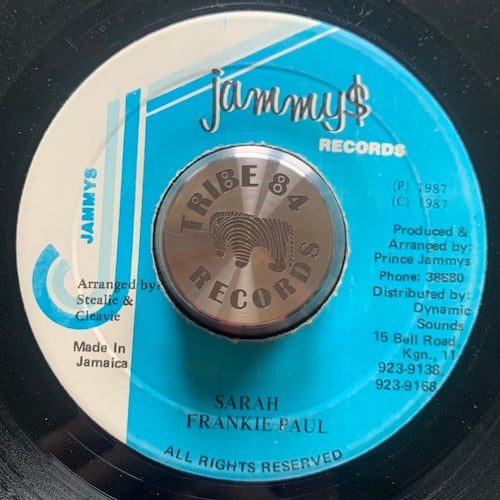 jammy$
RECORDS
JAMMYS
(P) 1987
(C) 1987
Produced &
Arranged by:
Prince Jammys
Phone: 38680
Distributed by:
Dynamic
Sounds
15 Bell Road,
Kgn., 11
923-9138
923-9168
TRIBE 84
RECORDS
Arranged by:
Stealie &
Cleavie
Made In
Jamaica
SARAH
FRANKIE PAUL
ALL RIGHTS RESERVED